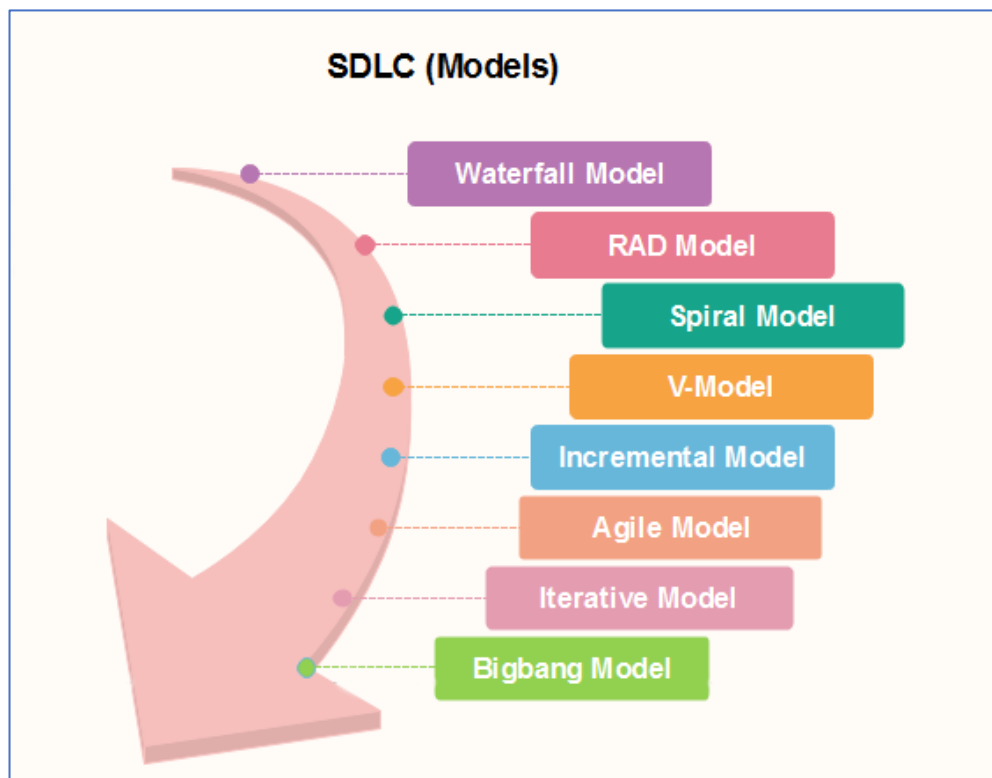 SDLC (Models)
Waterfall Model
RAD Model
Spiral Model
V-Model
Incremental Model
Agile Model
Iterative Model
Bigbang Model